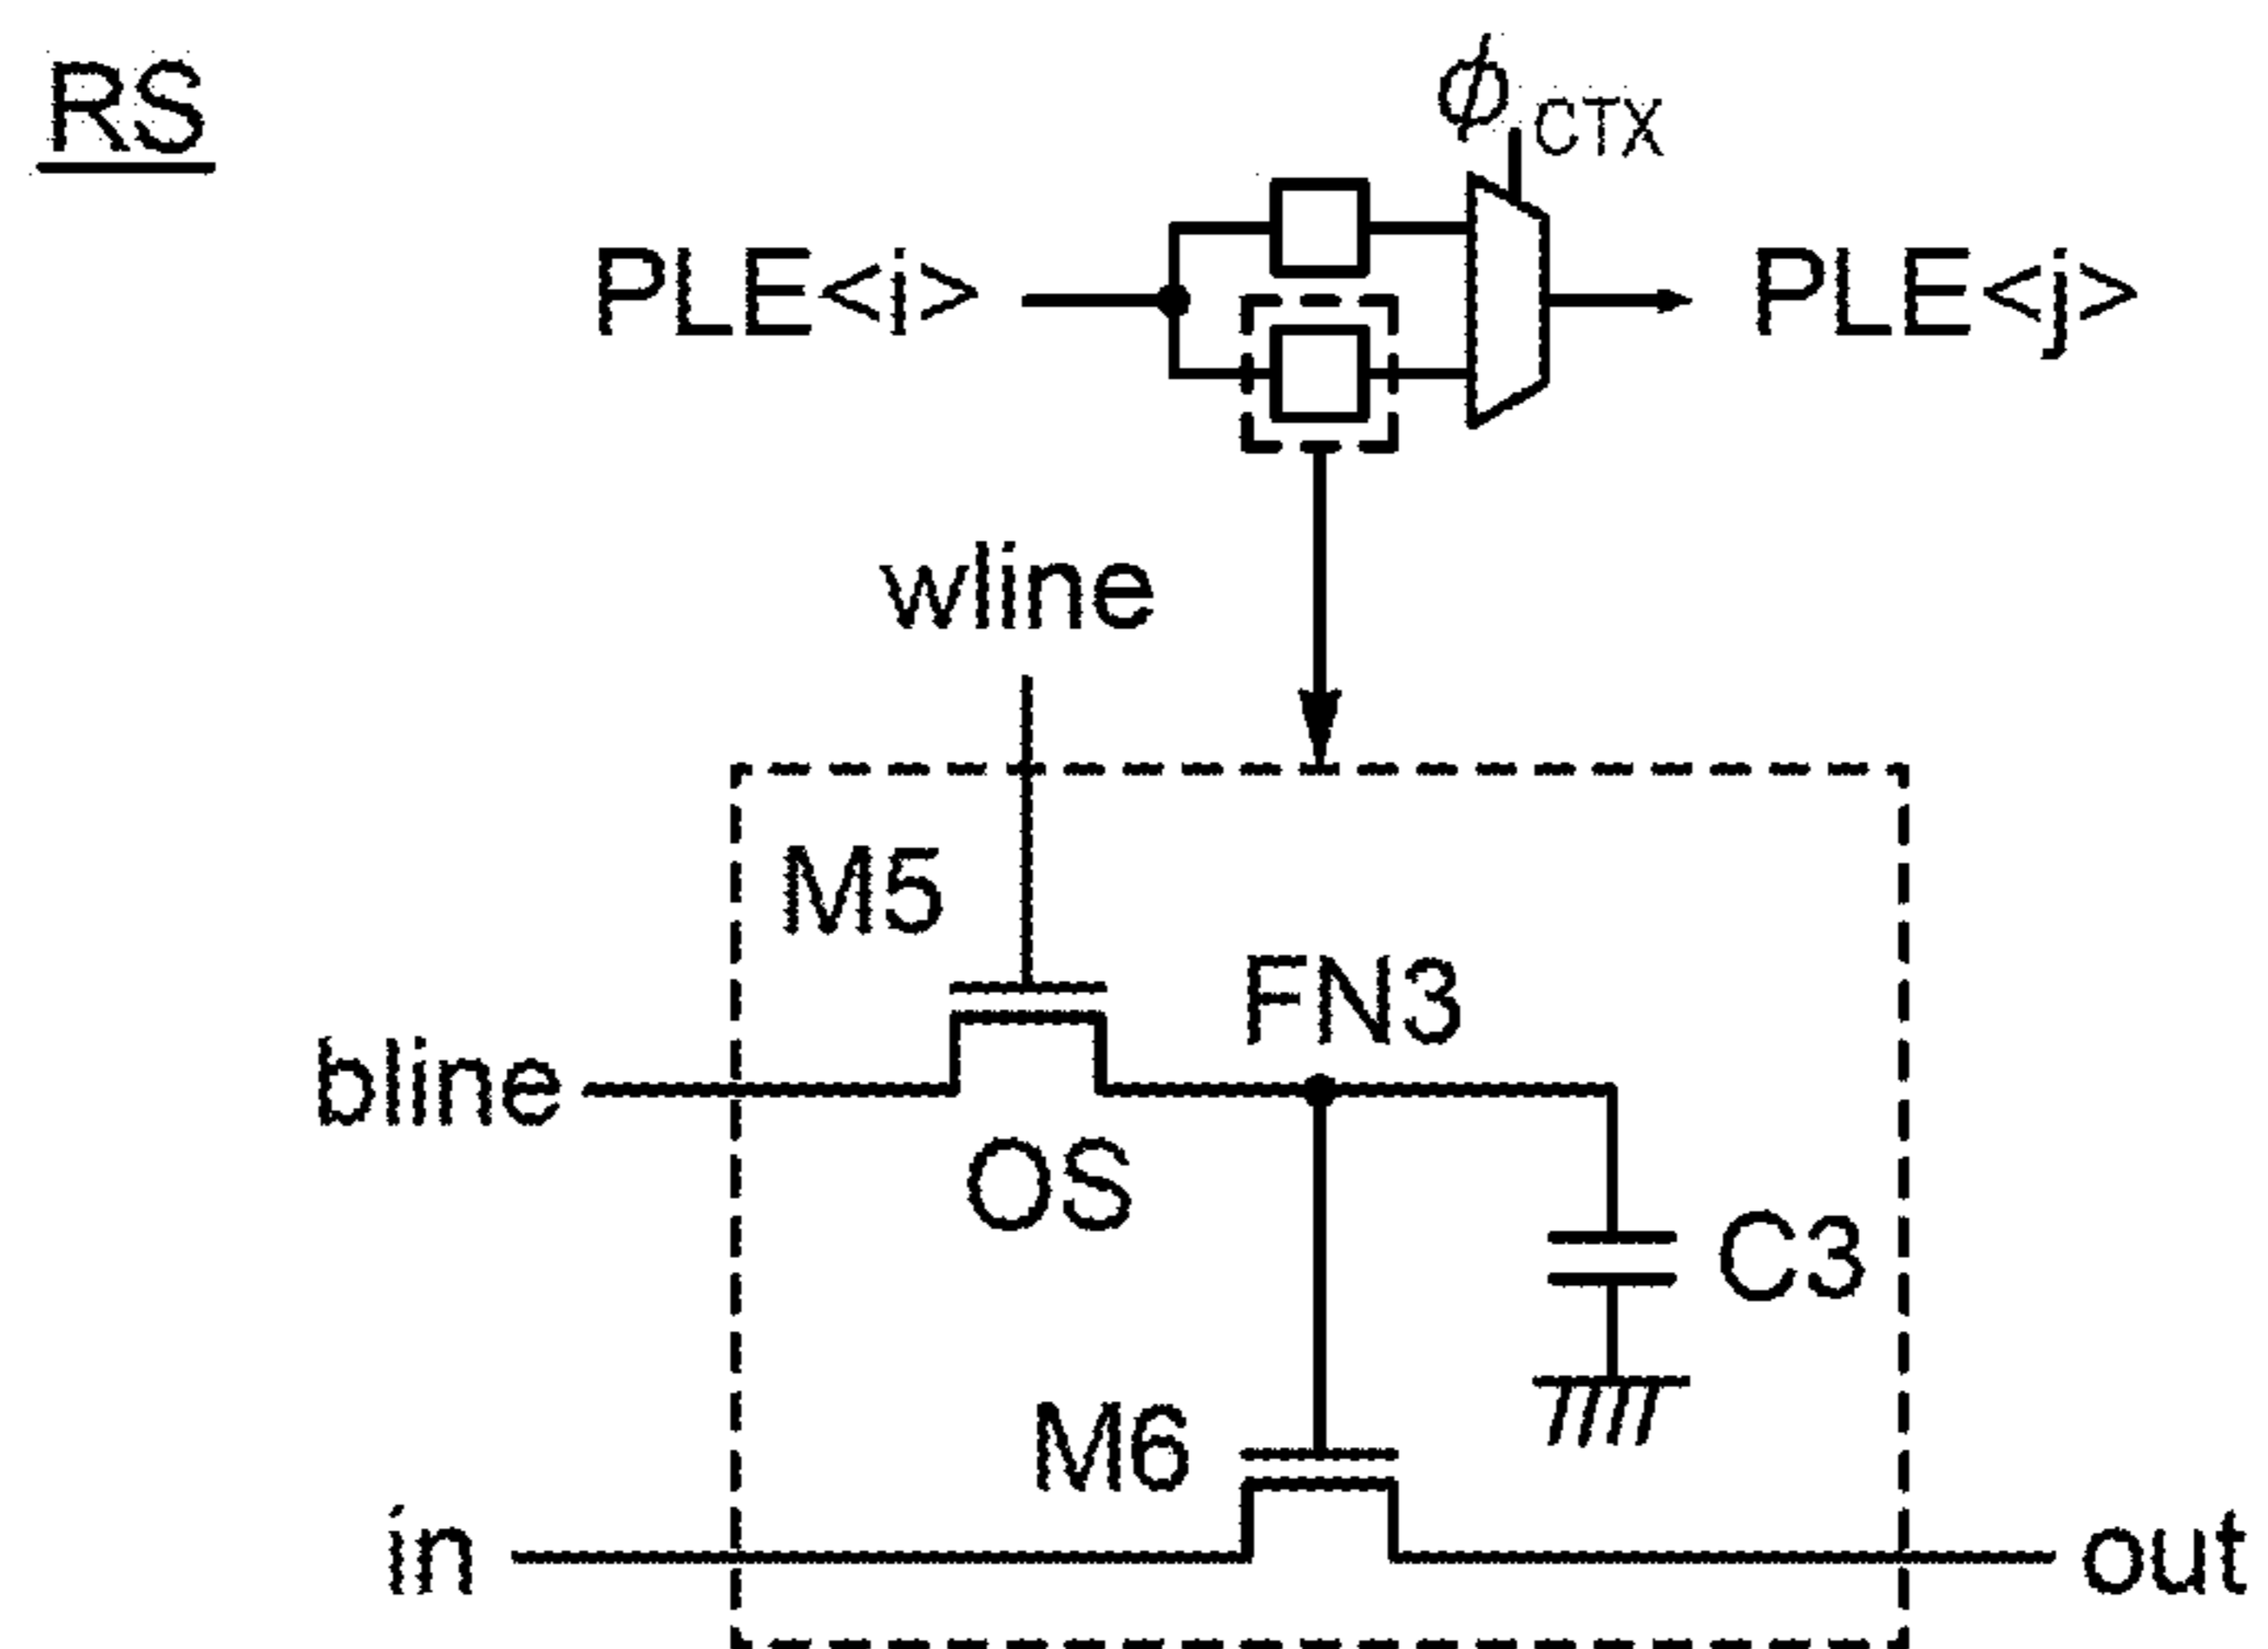 RS
ϕCTX
PLE<i>
PLE<j>
wline
M5
FN3
bline
OS
C3
M6
in
out